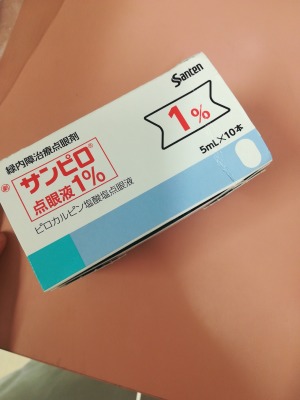 Santen
緑内障治療点眼剤
サンピロ®
点眼液1%
ピロカルピン塩酸塩点眼液
1%
5mL×10本